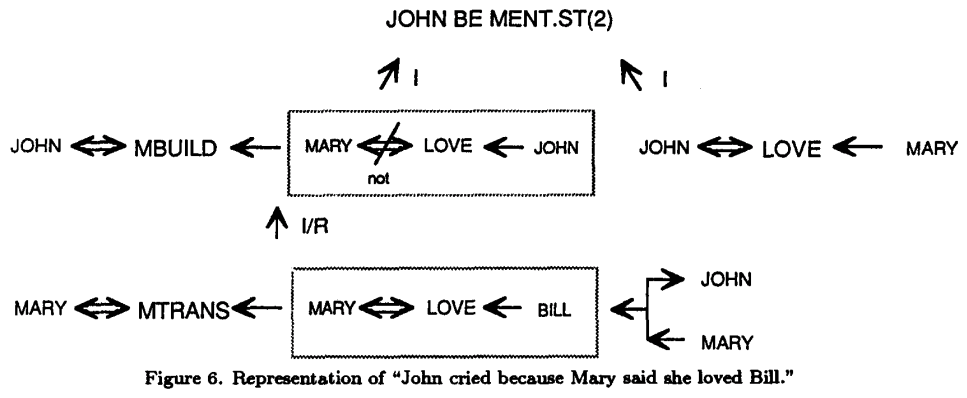 JOHN BE MENT.ST(2)
I I
JOHN MBUILD MARY LOVE JOHN JOHN LOVE MARY
not
I/R
JOHN
MARY MTRANS MARY LOVE BILL
MARY
Figure 6. Representation of “John cried because Mary said she loved Bill.”